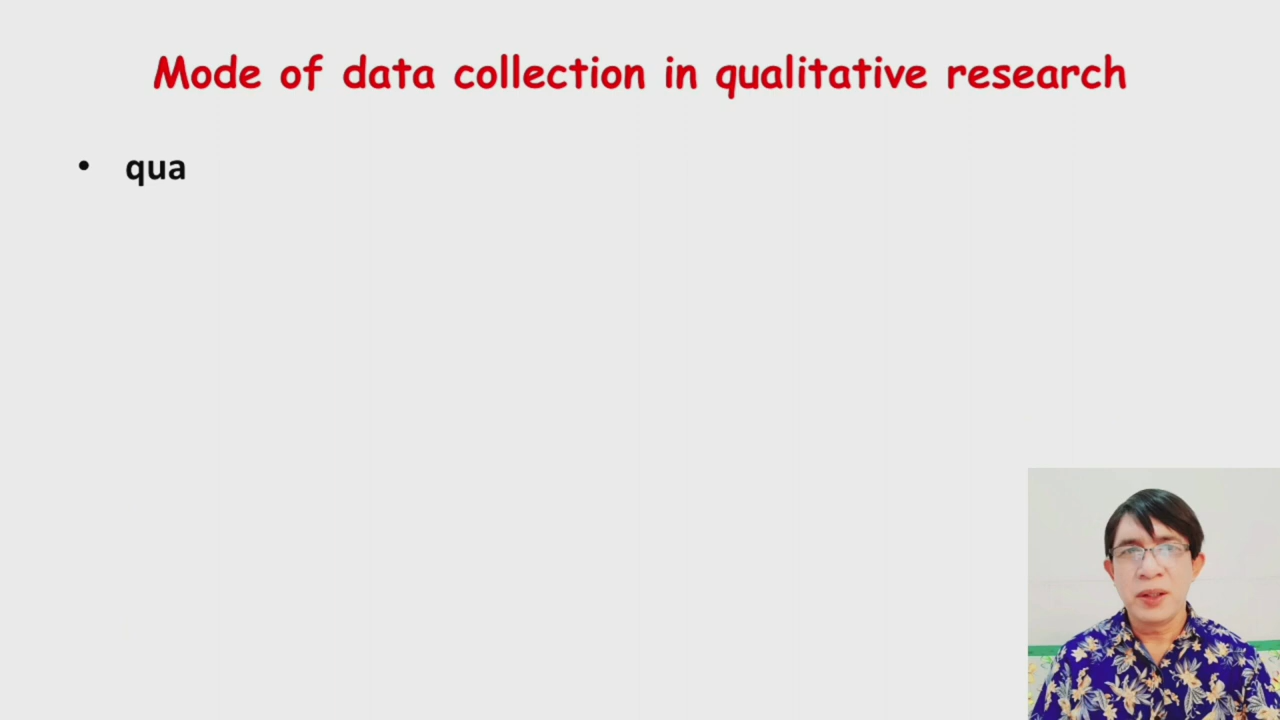 Mode of data collection in qualitative research
• qua